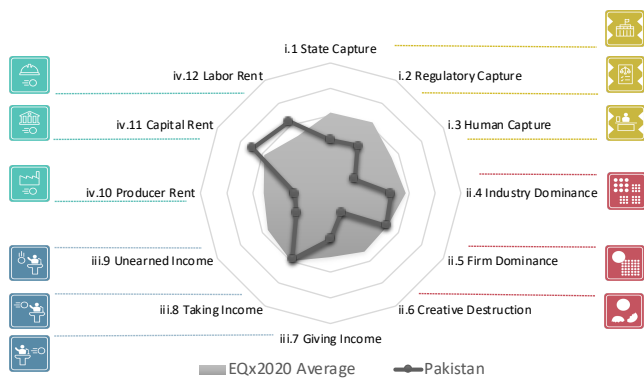 i.1 State Capture
iv.12 Labor Rent
i.2 Regulatory Capture
iv.11 Capital Rent
i.3 Human Capture
iv.10 Producer Rent
ii.4 Industry Dominance
iii.9 Unearned Income
ii.5 Firm Dominance
iii.8 Taking Income
ii.6 Creative Destruction
iii.7 Giving Income
EQx2020 Average
Pakistan